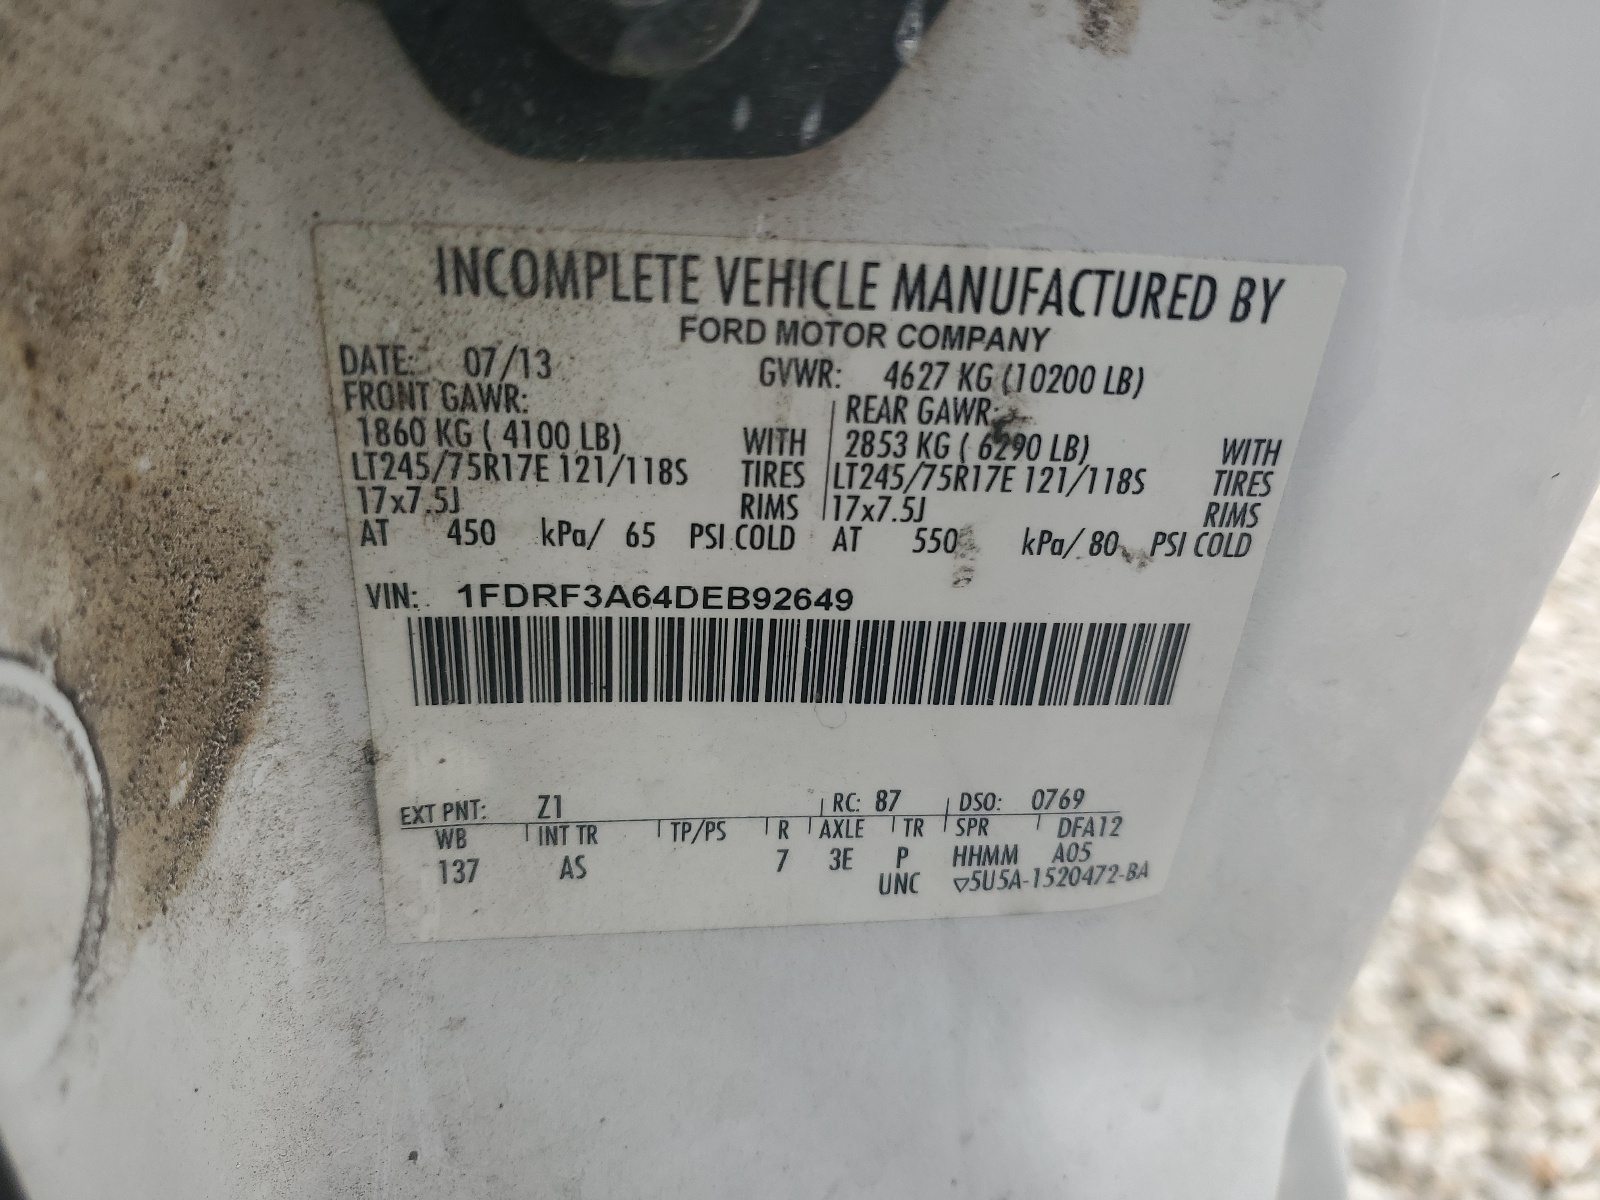 INCOMPLETE VEHICLE MANUFACTURED BY
FORD MOTOR COMPANY
DATE: 07/13 GVWR: 4627 KG (10200 LB)
FRONT GAWR: REAR GAWR:
1860 KG ( 4100 LB) WITH 2853 KG ( 6290 LB) WITH
LT245/75R17E 121/118S TIRES LT245/75R17E 121/118S TIRES
17x7.5J RIMS 17x7.5J RIMS
AT 450 kPa/ 65 PSI COLD AT 550 kPa/ 80 PSI COLD
VIN: 1FDRF3A64DEB92649
EXT PNT: Z1 RC: 87 DSO: 0769
WB INT TR TP/PS R AXLE TR SPR DFA12
137 AS 7 3E P HHMM A05
UNC ▽5U5A-1520472-BA